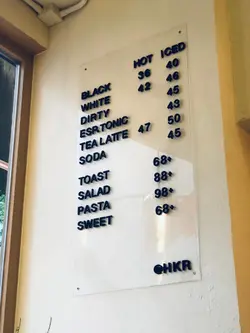 HOT ICED
BLACK 36 40
WHITE 42 46
DIRTY 45
ESP.TONIC 43
TEA LATTE 47 50
SODA 45
TOAST 68+
SALAD 88+
PASTA 98+
SWEET 68+
@HKR